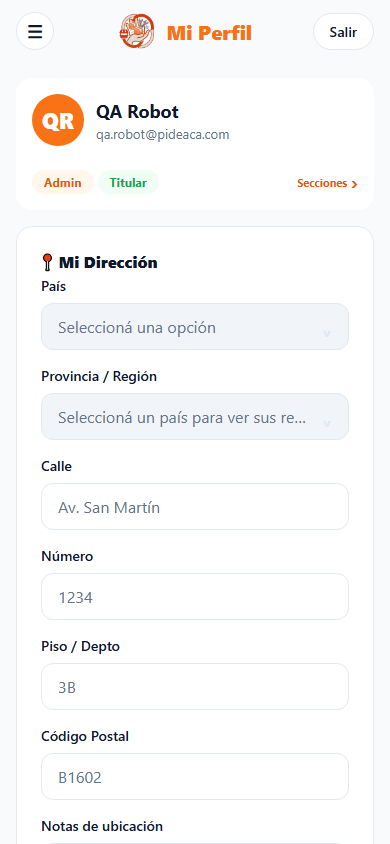 Mi Perfil
Salir
QR
QA Robot
qa.robot@pideaca.com
Admin
Titular
Secciones
Mi Dirección
País
Seleccioná una opción
Provincia / Región
Seleccioná un país para ver sus re...
Calle
Av. San Martín
Número
1234
Piso / Depto
3B
Código Postal
B1602
Notas de ubicación